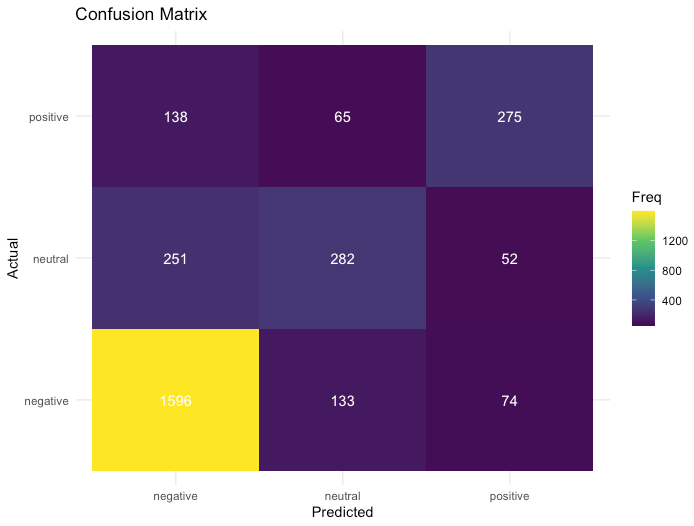 Confusion Matrix
positive
138
65
275
Freq
1200
800
400
Actual
neutral
251
282
52
negative
1596
133
74
negative
neutral
positive
Predicted